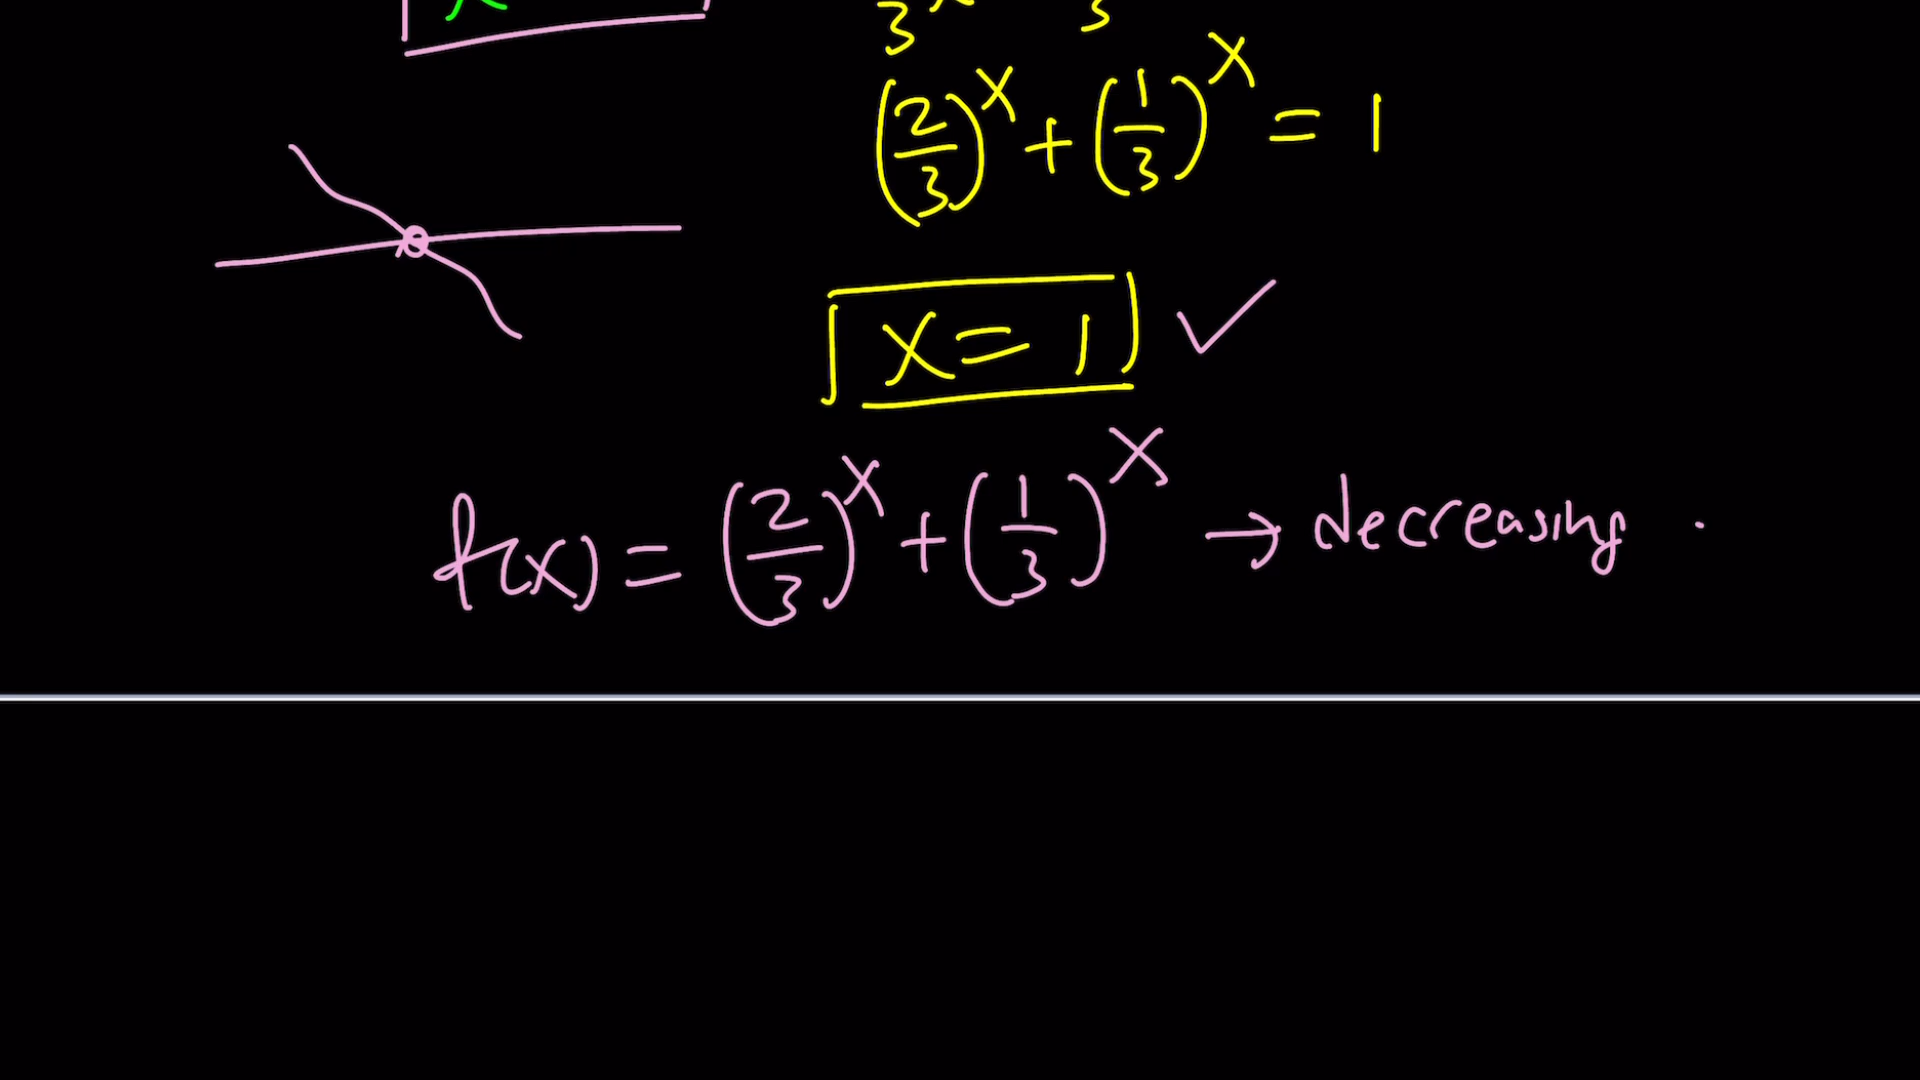 (2/3)^x + (1/3)^x = 1
x = 1 ✓
f(x) = (2/3)^x + (1/3)^x → decreasing .